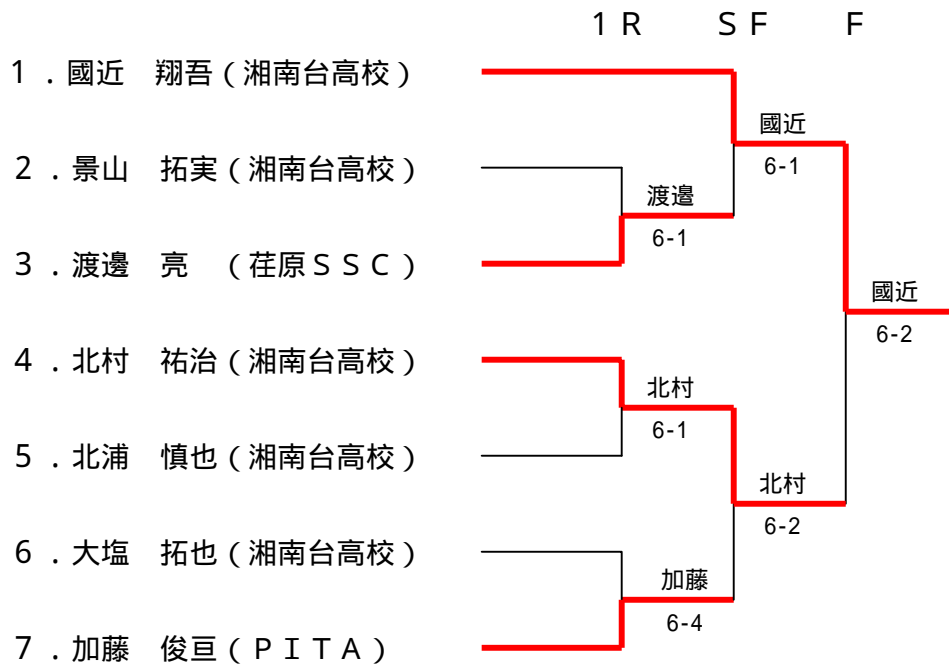 １Ｒ　ＳＦ　Ｆ
１．國近　翔吾（湘南台高校）
國近
２．景山　拓実（湘南台高校）
6-1
渡邉
6-1
３．渡邉　亮　（荏原ＳＳＣ）
國近
6-2
４．北村　祐治（湘南台高校）
北村
6-1
５．北浦　慎也（湘南台高校）
北村
6-2
６．大塩　拓也（湘南台高校）
加藤
6-4
７．加藤　俊亘（ＰＩＴＡ）